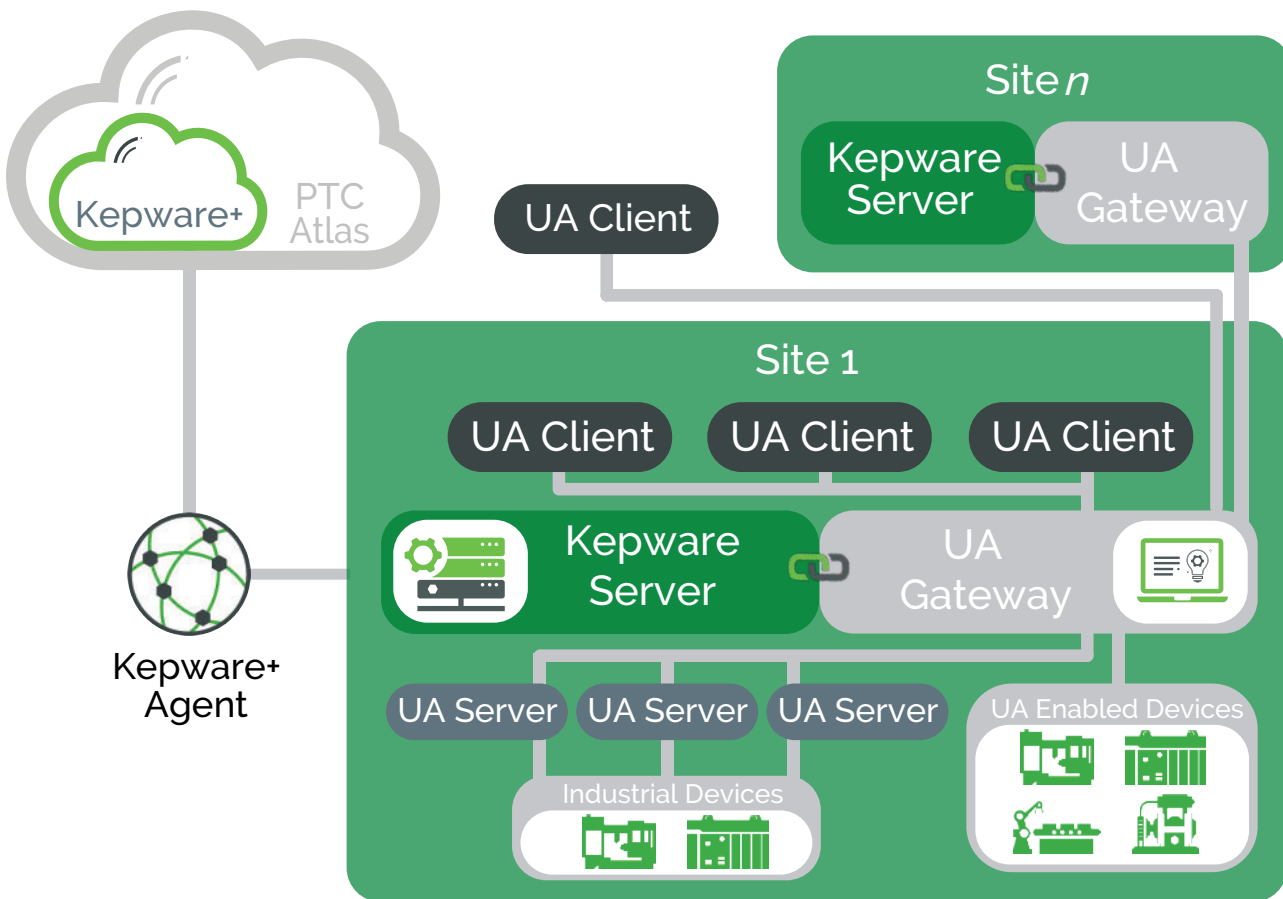 Kepware+
PTC
Atlas
Site n
Kepware
Server
UA
Gateway
UA Client
Site 1
UA Client
UA Client
UA Client
Kepware
Server
UA
Gateway
Kepware+
Agent
UA Server
UA Server
UA Server
UA Enabled Devices
Industrial Devices